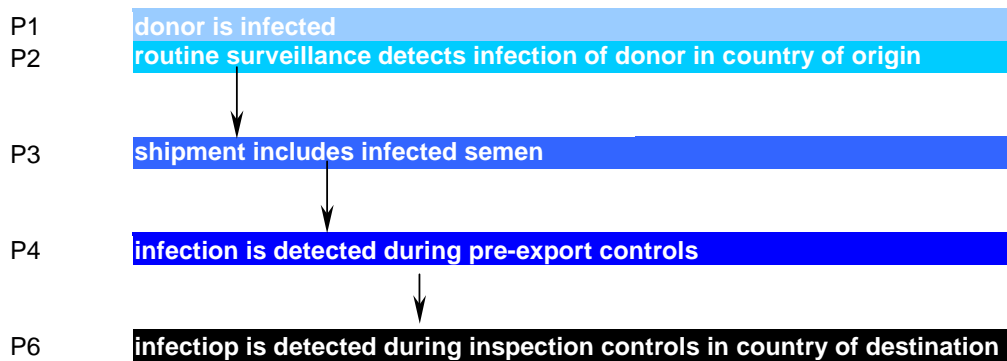 P1 donor is infected
P2 routine surveillance detects infection of donor in country of origin
P3 shipment includes infected semen
P4 infection is detected during pre-export controls
P6 infectiop is detected during inspection controls in country of destination